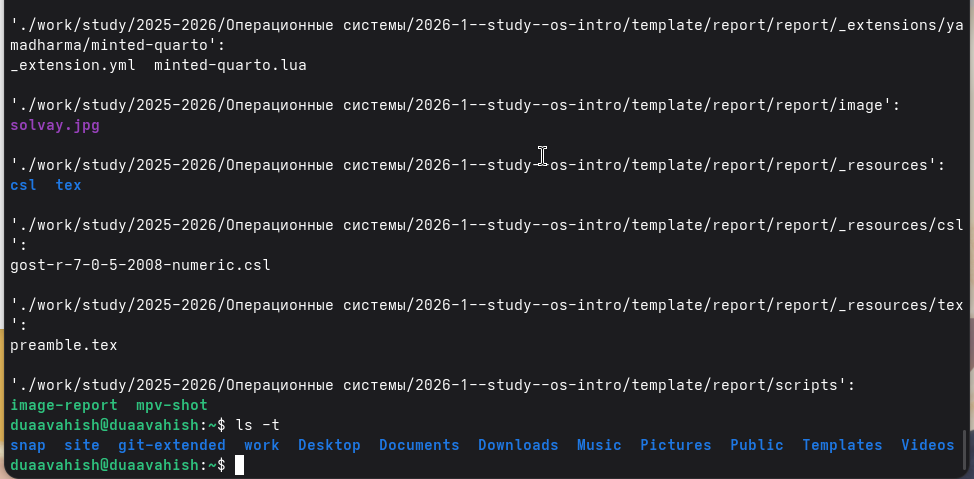 './work/study/2025-2026/Операционные системы/2026-1--study--os-intro/template/report/report/_extensions/ya
madharma/minted-quarto':
_extension.yml  minted-quarto.lua
'./work/study/2025-2026/Операционные системы/2026-1--study--os-intro/template/report/report/image':
solvay.jpg
'./work/study/2025-2026/Операционные системы/2026-1--study--os-intro/template/report/report/_resources':
csl  tex
'./work/study/2025-2026/Операционные системы/2026-1--study--os-intro/template/report/report/_resources/csl
':
gost-r-7-0-5-2008-numeric.csl
'./work/study/2025-2026/Операционные системы/2026-1--study--os-intro/template/report/report/_resources/tex
':
preamble.tex
'./work/study/2025-2026/Операционные системы/2026-1--study--os-intro/template/report/scripts':
image-report  mpv-shot
duaavahish@duaavahish:~$ ls -t
snap  site  git-extended  work  Desktop  Documents  Downloads  Music  Pictures  Public  Templates  Videos
duaavahish@duaavahish:~$